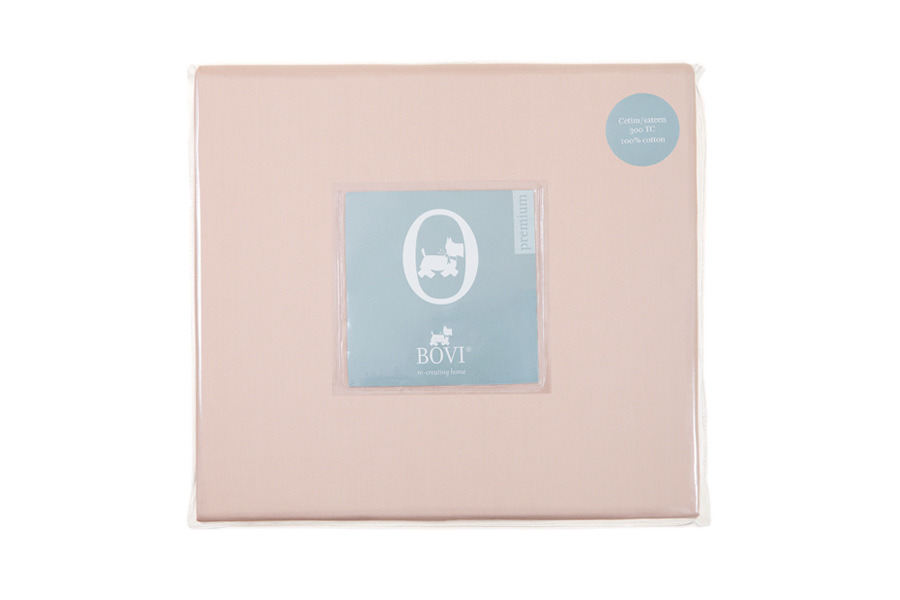 Cetim/sateen
300 TC
100% cotton
premium
O
BOVI®
re-creating home